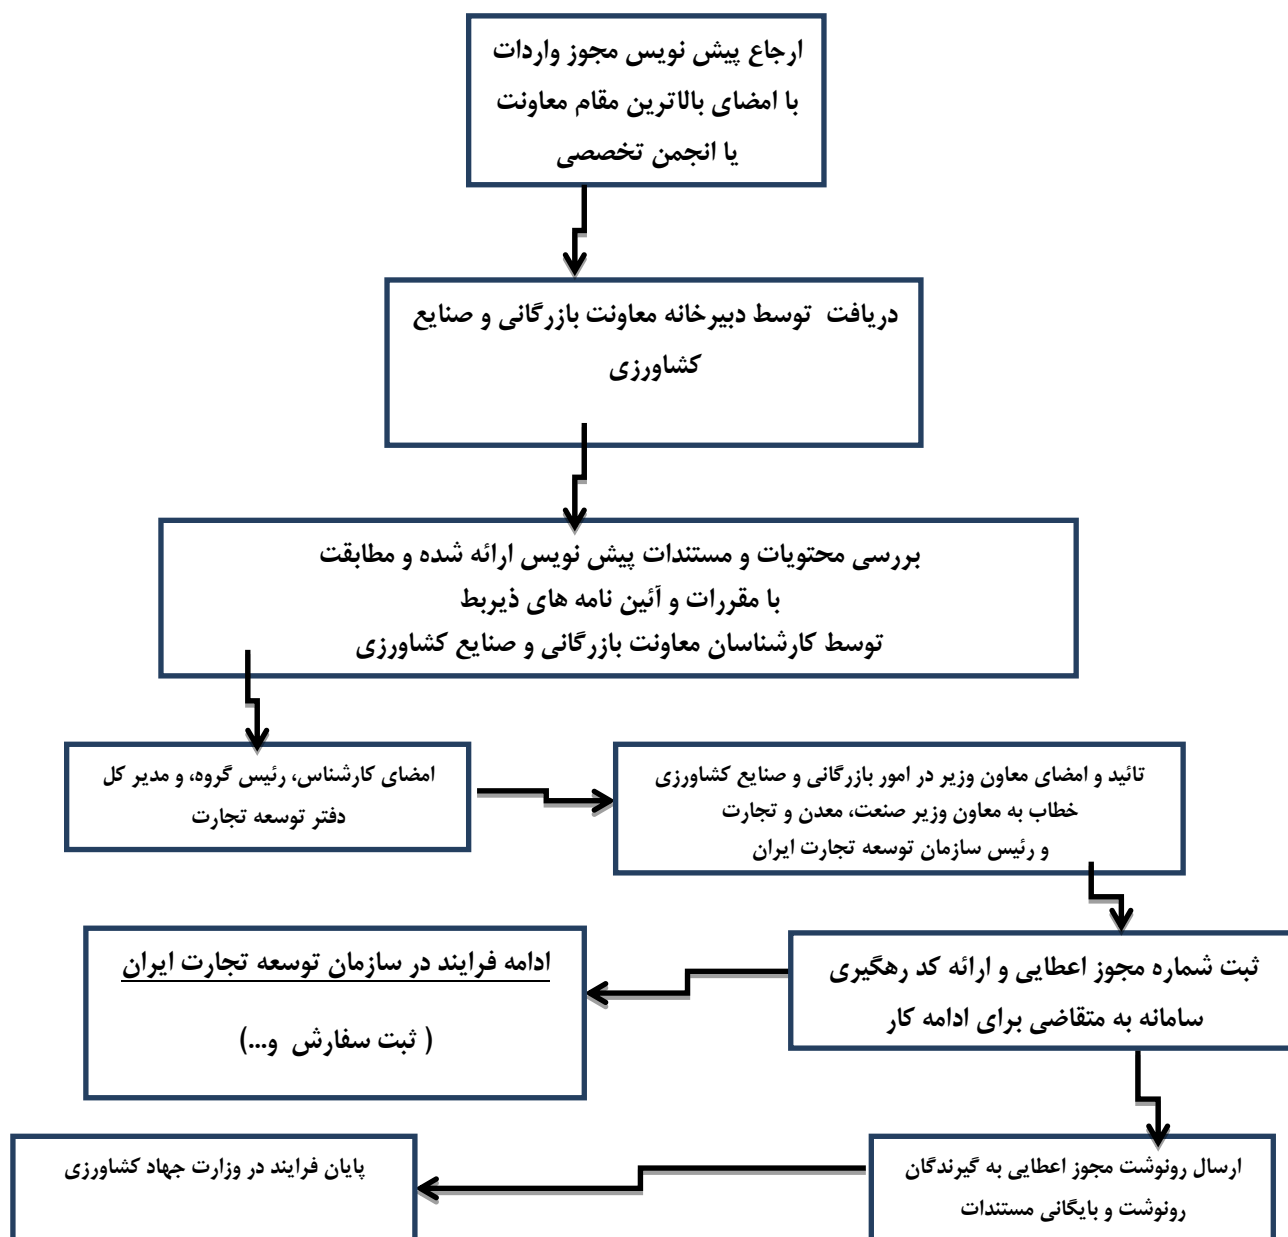 ارجاع پیش نویس مجوز واردات
با امضای بالاترین مقام معاونت
یا انجمن تخصصی
دریافت توسط دبیرخانه معاونت بازرگانی و صنایع
کشاورزی
بررسی محتویات و مستندات پیش نویس ارائه شده و مطابقت
با مقررات و آئین نامه های ذیربط
توسط کارشناسان معاونت بازرگانی و صنایع کشاورزی
امضای کارشناس، رئیس گروه، و مدیر کل
دفتر توسعه تجارت
تائید و امضای معاون وزیر در امور بازرگانی و صنایع کشاورزی
خطاب به معاون وزیر صنعت، معدن و تجارت
و رئیس سازمان توسعه تجارت ایران
ثبت شماره مجوز اعطایی و ارائه کد رهگیری
سامانه به متقاضی برای ادامه کار
ادامه فرایند در سازمان توسعه تجارت ایران
( ثبت سفارش و...)
ارسال رونوشت مجوز اعطایی به گیرندگان
رونوشت و بایگانی مستندات
پایان فرایند در وزارت جهاد کشاورزی